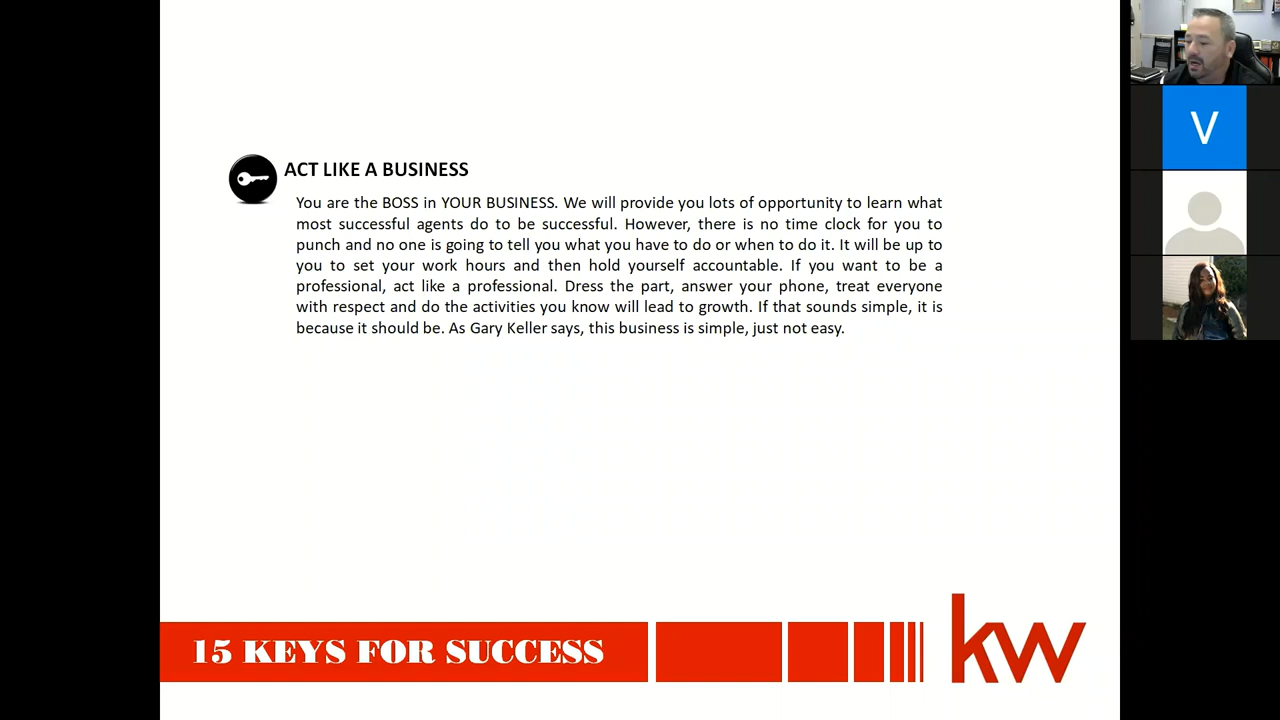 ACT LIKE A BUSINESS
You are the BOSS in YOUR BUSINESS. We will provide you lots of opportunity to learn what
most successful agents do to be successful. However, there is no time clock for you to
punch and no one is going to tell you what you have to do or when to do it. It will be up to
you to set your work hours and then hold yourself accountable. If you want to be a
professional, act like a professional. Dress the part, answer your phone, treat everyone
with respect and do the activities you know will lead to growth. If that sounds simple, it is
because it should be. As Gary Keller says, this business is simple, just not easy.
15 KEYS FOR SUCCESS
kw
V